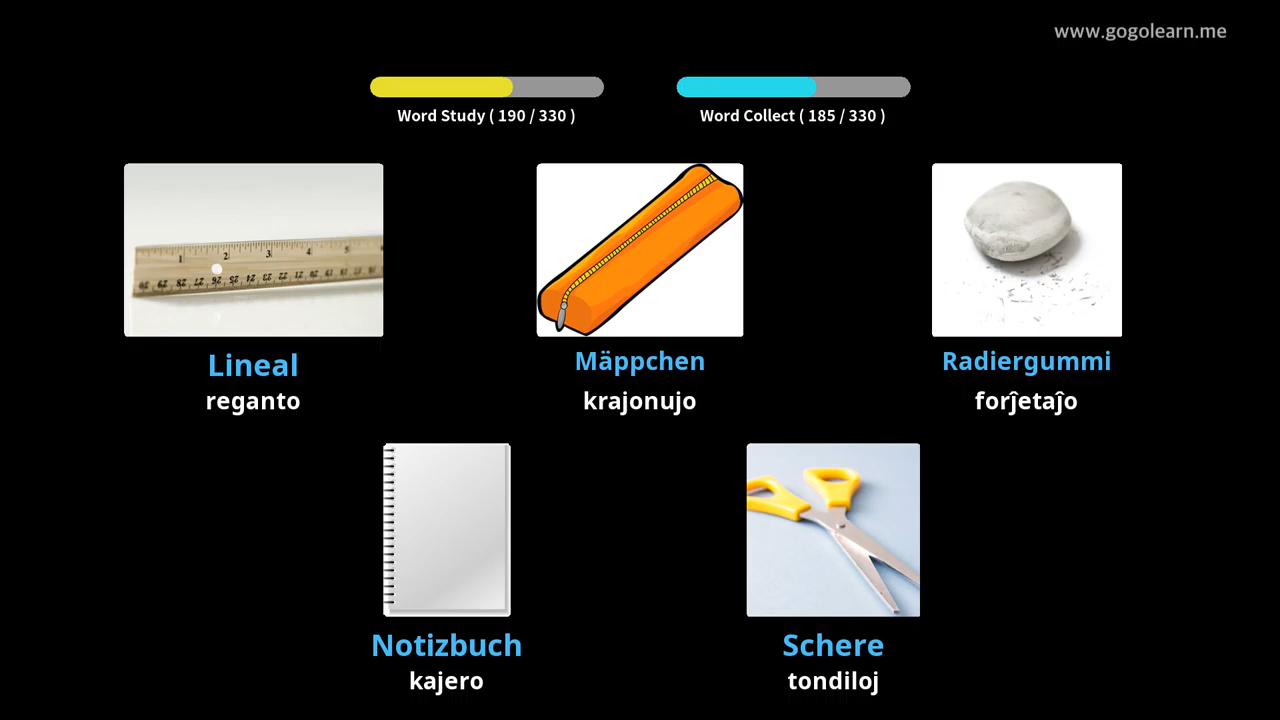 www.gogolearn.me
Word Study ( 190 / 330 )
Word Collect ( 185 / 330 )
Lineal
reganto
Mäppchen
krajonujo
Radiergummi
forĵetaĵo
Notizbuch
kajero
Schere
tondiloj